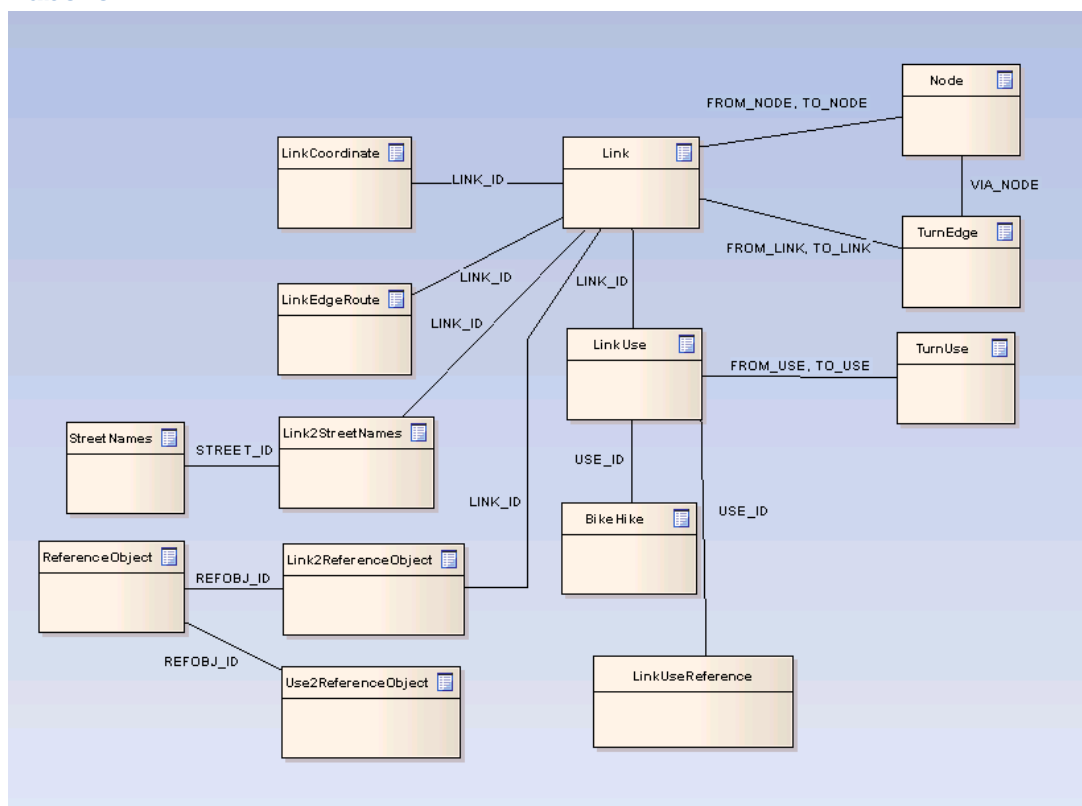 Node
FROM_NODE, TO_NODE
LinkCoordinate
Link
LINK_ID
VIA_NODE
TurnEdge
FROM_LINK, TO_LINK
LINK_ID
LINK_ID
LinkEdgeRoute
LINK_ID
LinkUse
TurnUse
FROM_USE, TO_USE
StreetNames
Link2StreetNames
STREET_ID
USE_ID
LINK_ID
BikeHike
USE_ID
ReferenceObject
Link2ReferenceObject
REFOBJ_ID
REFOBJ_ID
Use2ReferenceObject
LinkUseReference